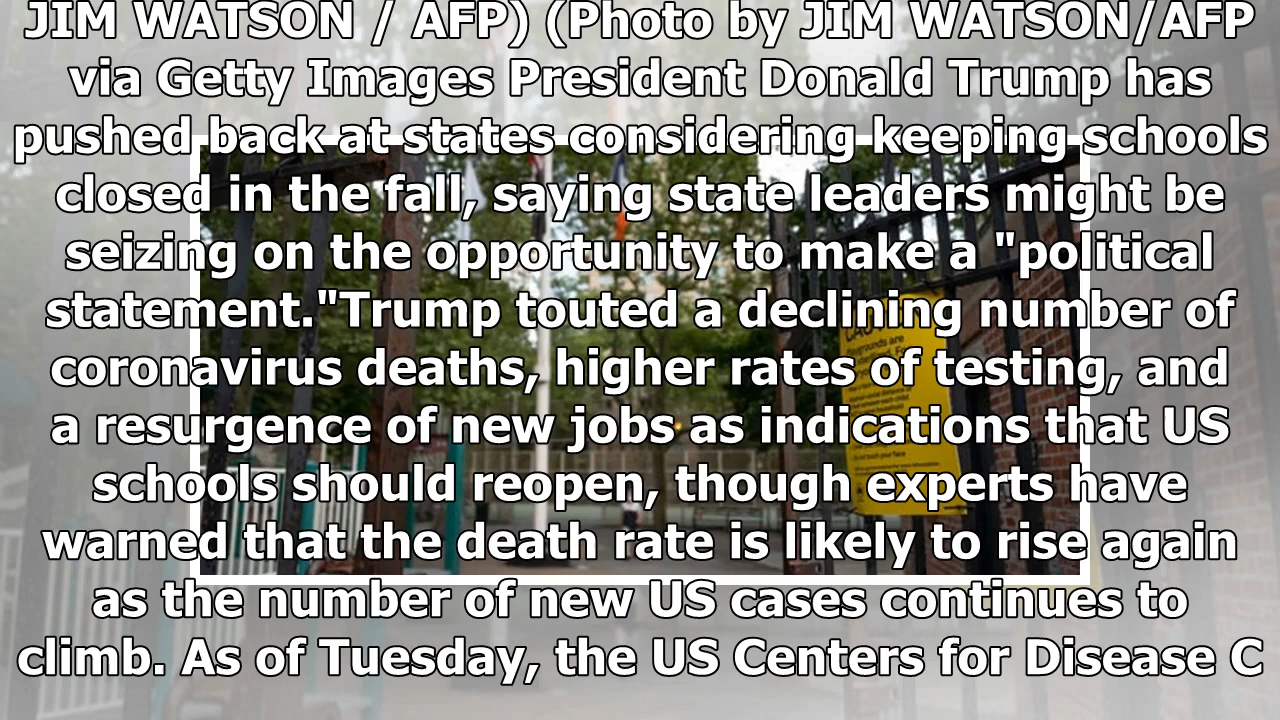 JIM WATSON / AFP) (Photo by JIM WATSON/AFP
via Getty Images President Donald Trump has
pushed back at states considering keeping schools
closed in the fall, saying state leaders might be
seizing on the opportunity to make a "political
statement."Trump touted a declining number of
coronavirus deaths, higher rates of testing, and
a resurgence of new jobs as indications that US
schools should reopen, though experts have
warned that the death rate is likely to rise again
as the number of new US cases continues to
climb. As of Tuesday, the US Centers for Disease C